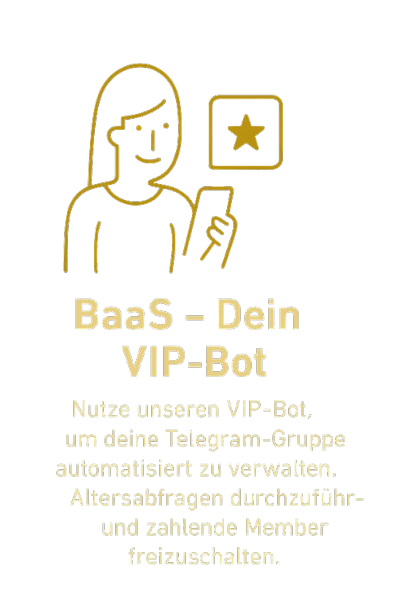 BaaS – Dein
VIP-Bot
Nutze unseren VIP-Bot,
um deine Telegram-Gruppe
automatisiert zu verwalten.
Altersabfragen durchzuführ-
und zahlende Member
freizuschalten.